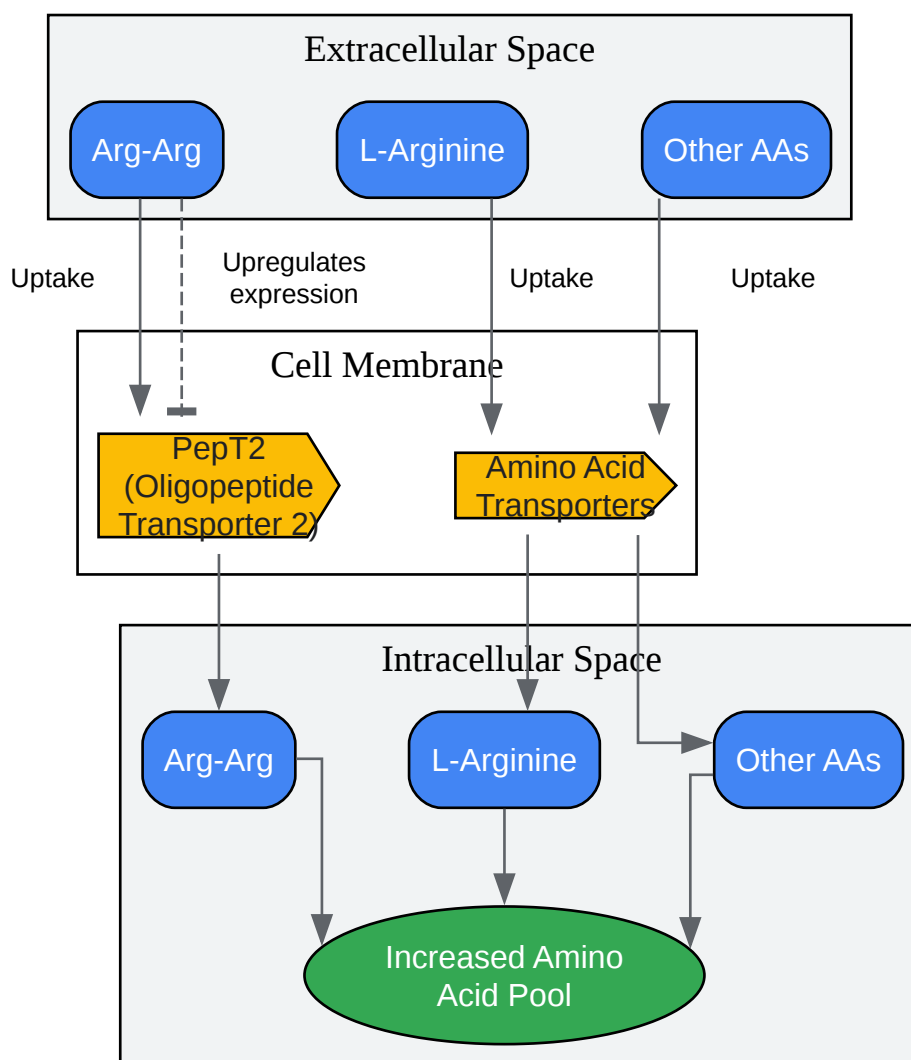 Extracellular Space
Arg-Arg
L-Arginine
Other AAs
Uptake
Upregulates
expression
Uptake
Uptake
Cell Membrane
PepT2
(Oligopeptide
Transporter 2)
Amino Acid
Transporters
Intracellular Space
Arg-Arg
L-Arginine
Other AAs
Increased Amino
Acid Pool